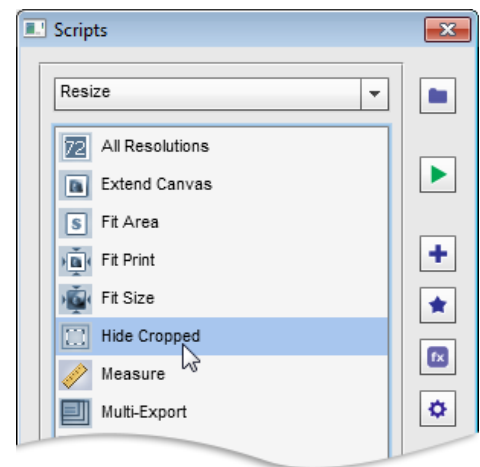 Scripts
Resize
72
All Resolutions
Extend Canvas
S
Fit Area
Fit Print
Fit Size
Hide Cropped
Measure
Multi-Export
fx